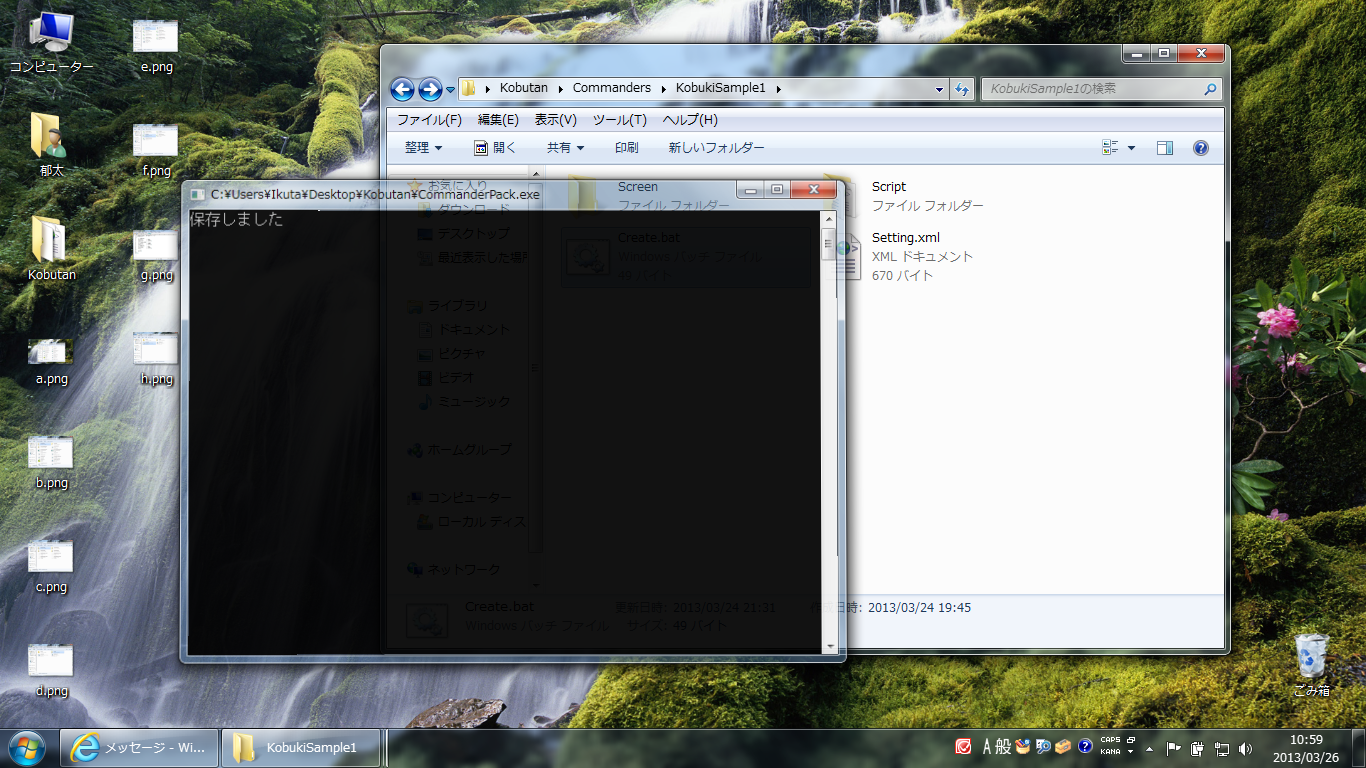 コンピューター
e.png
郁太
f.png
Kobutan
g.png
a.png
h.png
b.png
c.png
d.png
Kobutan
Commanders
KobukiSample1
KobukiSample1の検索
ファイル(F) 編集(E) 表示(V) ツール(T) ヘルプ(H)
整理 開く 共有 印刷 新しいフォルダー
お気に入り
ダウンロード
デスクトップ
最近表示した場所
ライブラリ
ドキュメント
ピクチャ
ビデオ
ミュージック
ホームグループ
コンピューター
ローカル ディス
ネットワーク
Screen
ファイル フォルダー
Script
ファイル フォルダー
Create.bat
Windows バッチ ファイル
49 バイト
Setting.xml
XML ドキュメント
670 バイト
Create.bat 更新日時: 2013/03/24 21:31 作成日時: 2013/03/24 19:45
Windows バッチ ファイル サイズ: 49 バイト
C:¥Users¥Ikuta¥Desktop¥Kobutan¥CommanderPack.exe
保存しました
ごみ箱
メッセージ - Wi...
KobukiSample1
A 般
CAPS
KANA
10:59
2013/03/26